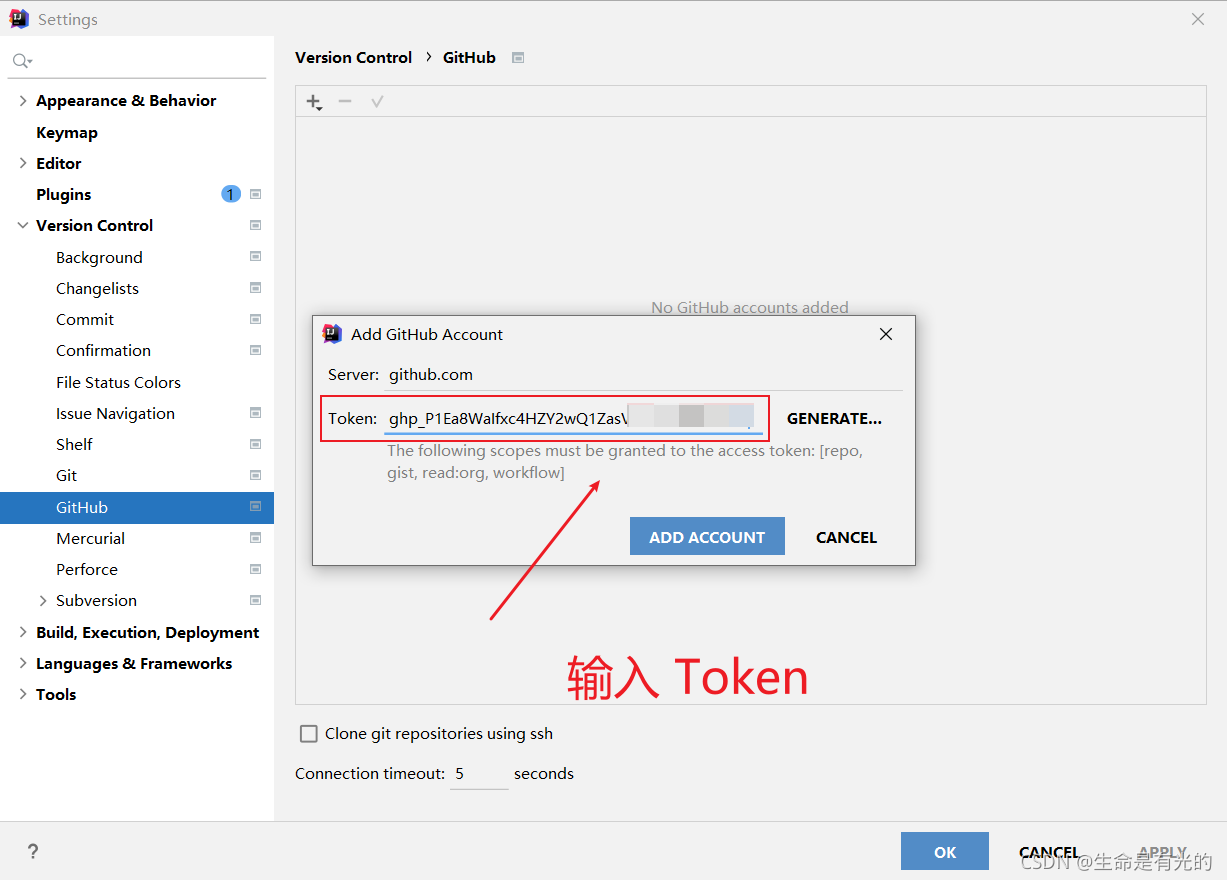 Settings
Version Control › GitHub
Appearance & Behavior
Keymap
Editor
Plugins 1
Version Control
Background
Changelists
Commit
Confirmation
File Status Colors
Issue Navigation
Shelf
Git
GitHub
Mercurial
Perforce
Subversion
Build, Execution, Deployment
Languages & Frameworks
Tools
No GitHub accounts added
Add GitHub Account
Server: github.com
Token:
GENERATE...
The following scopes must be granted to the access token: [repo,
gist, read:org, workflow]
ADD ACCOUNT CANCEL
输入 Token
Clone git repositories using ssh
Connection timeout: 5 seconds
?
OK CANCEL APPLY
CSDN @生命是有光的